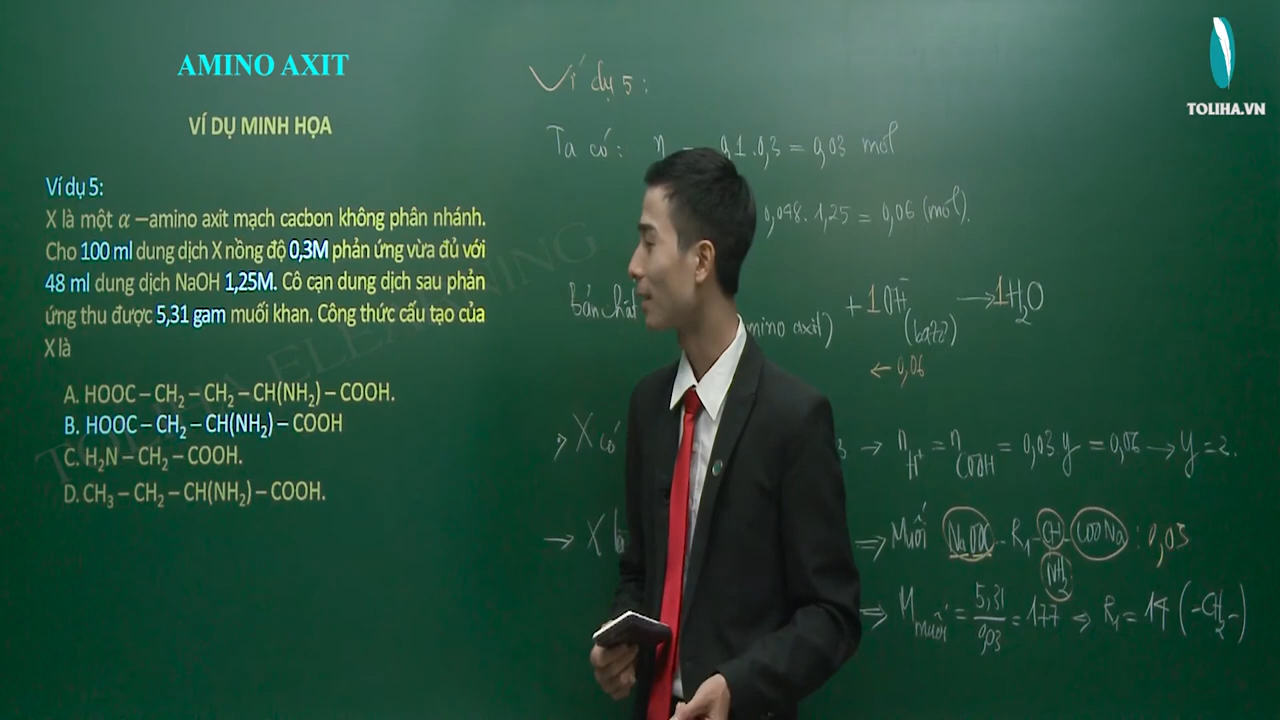 AMINO AXIT
VÍ DỤ MINH HỌA
Ví dụ 5:
X là một α –amino axit mạch cacbon không phân nhánh.
Cho 100 ml dung dịch X nồng độ 0,3M phản ứng vừa đủ với
48 ml dung dịch NaOH 1,25M. Cô cạn dung dịch sau phản
ứng thu được 5,31 gam muối khan. Công thức cấu tạo của
X là
A. HOOC – CH₂ – CH₂ – CH(NH₂) – COOH.
B. HOOC – CH₂ – CH(NH₂) – COOH
C. H₂N – CH₂ – COOH.
D. CH₃ – CH₂ – CH(NH₂) – COOH.
TOLIHA ELEARNING
TOLIHA.VN
Ví dụ 5:
Ta có: n = 0,1.0,3 = 0,03 mol
0,048. 1,25 = 0,06 (mol).
bản chất + 1OH⁻ → 1H₂O
amino axit) (bazơ)
← 0,06
→ X có → n H⁺ = n COOH = 0,03y = 0,06 → y = 2.
→ X là ⇒ Muối NaOOC - R₁ - CH - COONa : 0,03
NH₂
⇒ M muối = 5,31 / 0,03 = 177 ⇒ R₁ = 14 (-CH₂-)